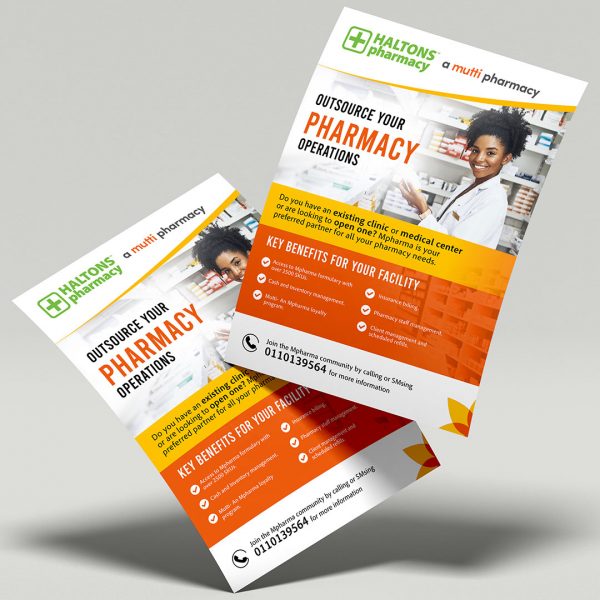 HALTONS™
pharmacy
a mutti pharmacy
OUTSOURCE YOUR
PHARMACY
OPERATIONS
Do you have an existing clinic or medical center
or are looking to open one? Mpharma is your
preferred partner for all your pharmacy needs.
KEY BENEFITS FOR YOUR FACILITY
Access to Mpharma formulary with
over 2500 SKUs.
Cash and Inventory management.
Mutti- An Mpharma loyalty
program.
Insurance billing.
Pharmacy staff management.
Client management and
scheduled refills.
Join the Mpharma community by calling or SMSing
0110139564 for more information
HALTONS
pharmacy
a mutti pharmacy
OUTSOURCE YOUR
PHARMACY
OPERATIONS
Do you have an existing clinic
or are looking to open one? Mpharma
preferred partner for all your pharm
KEY BENEFITS FOR YOUR FACILITY
Access to Mpharma formulary with
over 2500 SKUs.
Cash and Inventory management.
Mutti- An Mpharma loyalty
program.
Insurance billing.
Pharmacy staff management.
Client management and
scheduled refills.
Join the Mpharma community by calling or SMSing
0110139564 for more information